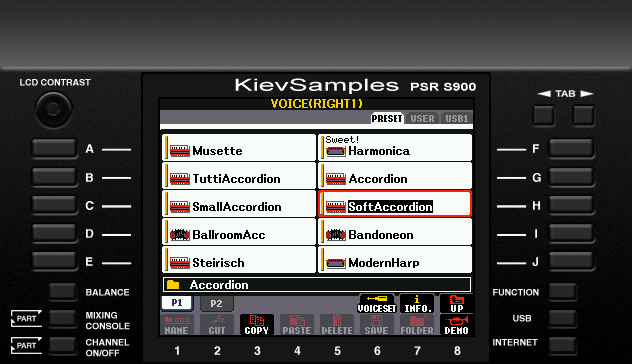 LCD CONTRAST
KievSamples PSR S900
TAB
VOICE(RIGHT1)
PRESET USER USB1
A
B
C
D
E
Musette
Sweet!
Harmonica
TuttiAccordion
Accordion
SmallAccordion
SoftAccordion
BallroomAcc
Bandoneon
Steirisch
ModernHarp
F
G
H
I
J
Accordion
P1 P2
VOICESET INFO. UP
NAME CUT COPY PASTE DELETE SAVE FOLDER DEMO
BALANCE
PART
MIXING
CONSOLE
PART
CHANNEL
ON/OFF
FUNCTION
USB
INTERNET
1 2 3 4 5 6 7 8